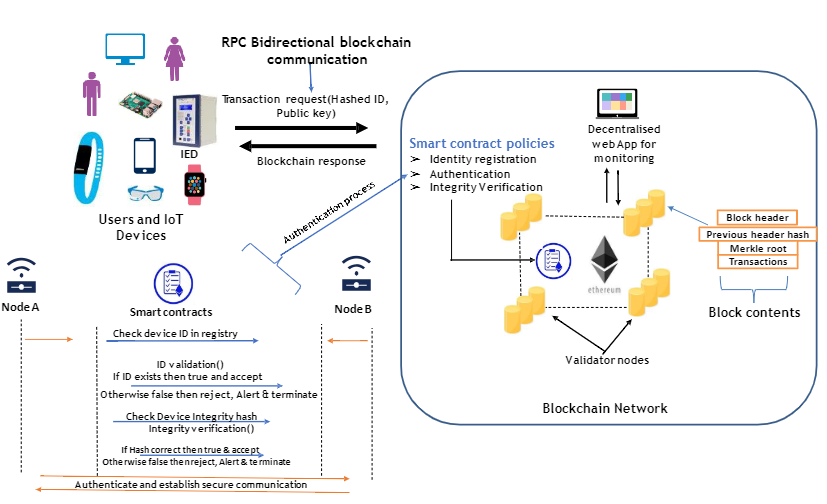 RPC Bidirectional blockchain
communication
Transaction request(Hashed ID,
Public key)
IED
Blockchain response
Users and IoT
Devices
Authentication process
Smart contract policies
➤ Identity registration
➤ Authentication
➤ Integrity Verification
Decentralised
web App for
monitoring
ethereum
Block header
Previous header hash
Merkle root
Transactions
Block contents
Validator nodes
Blockchain Network
Node A
Smart contracts
Node B
Check device ID in registry
ID validation()
If ID exists then true and accept
Otherwise false then reject, Alert & terminate
Check Device Integrity hash
Integrity verification()
If Hash correct then true & accept
Otherwise false then reject, Alert & terminate
Authenticate and establish secure communication